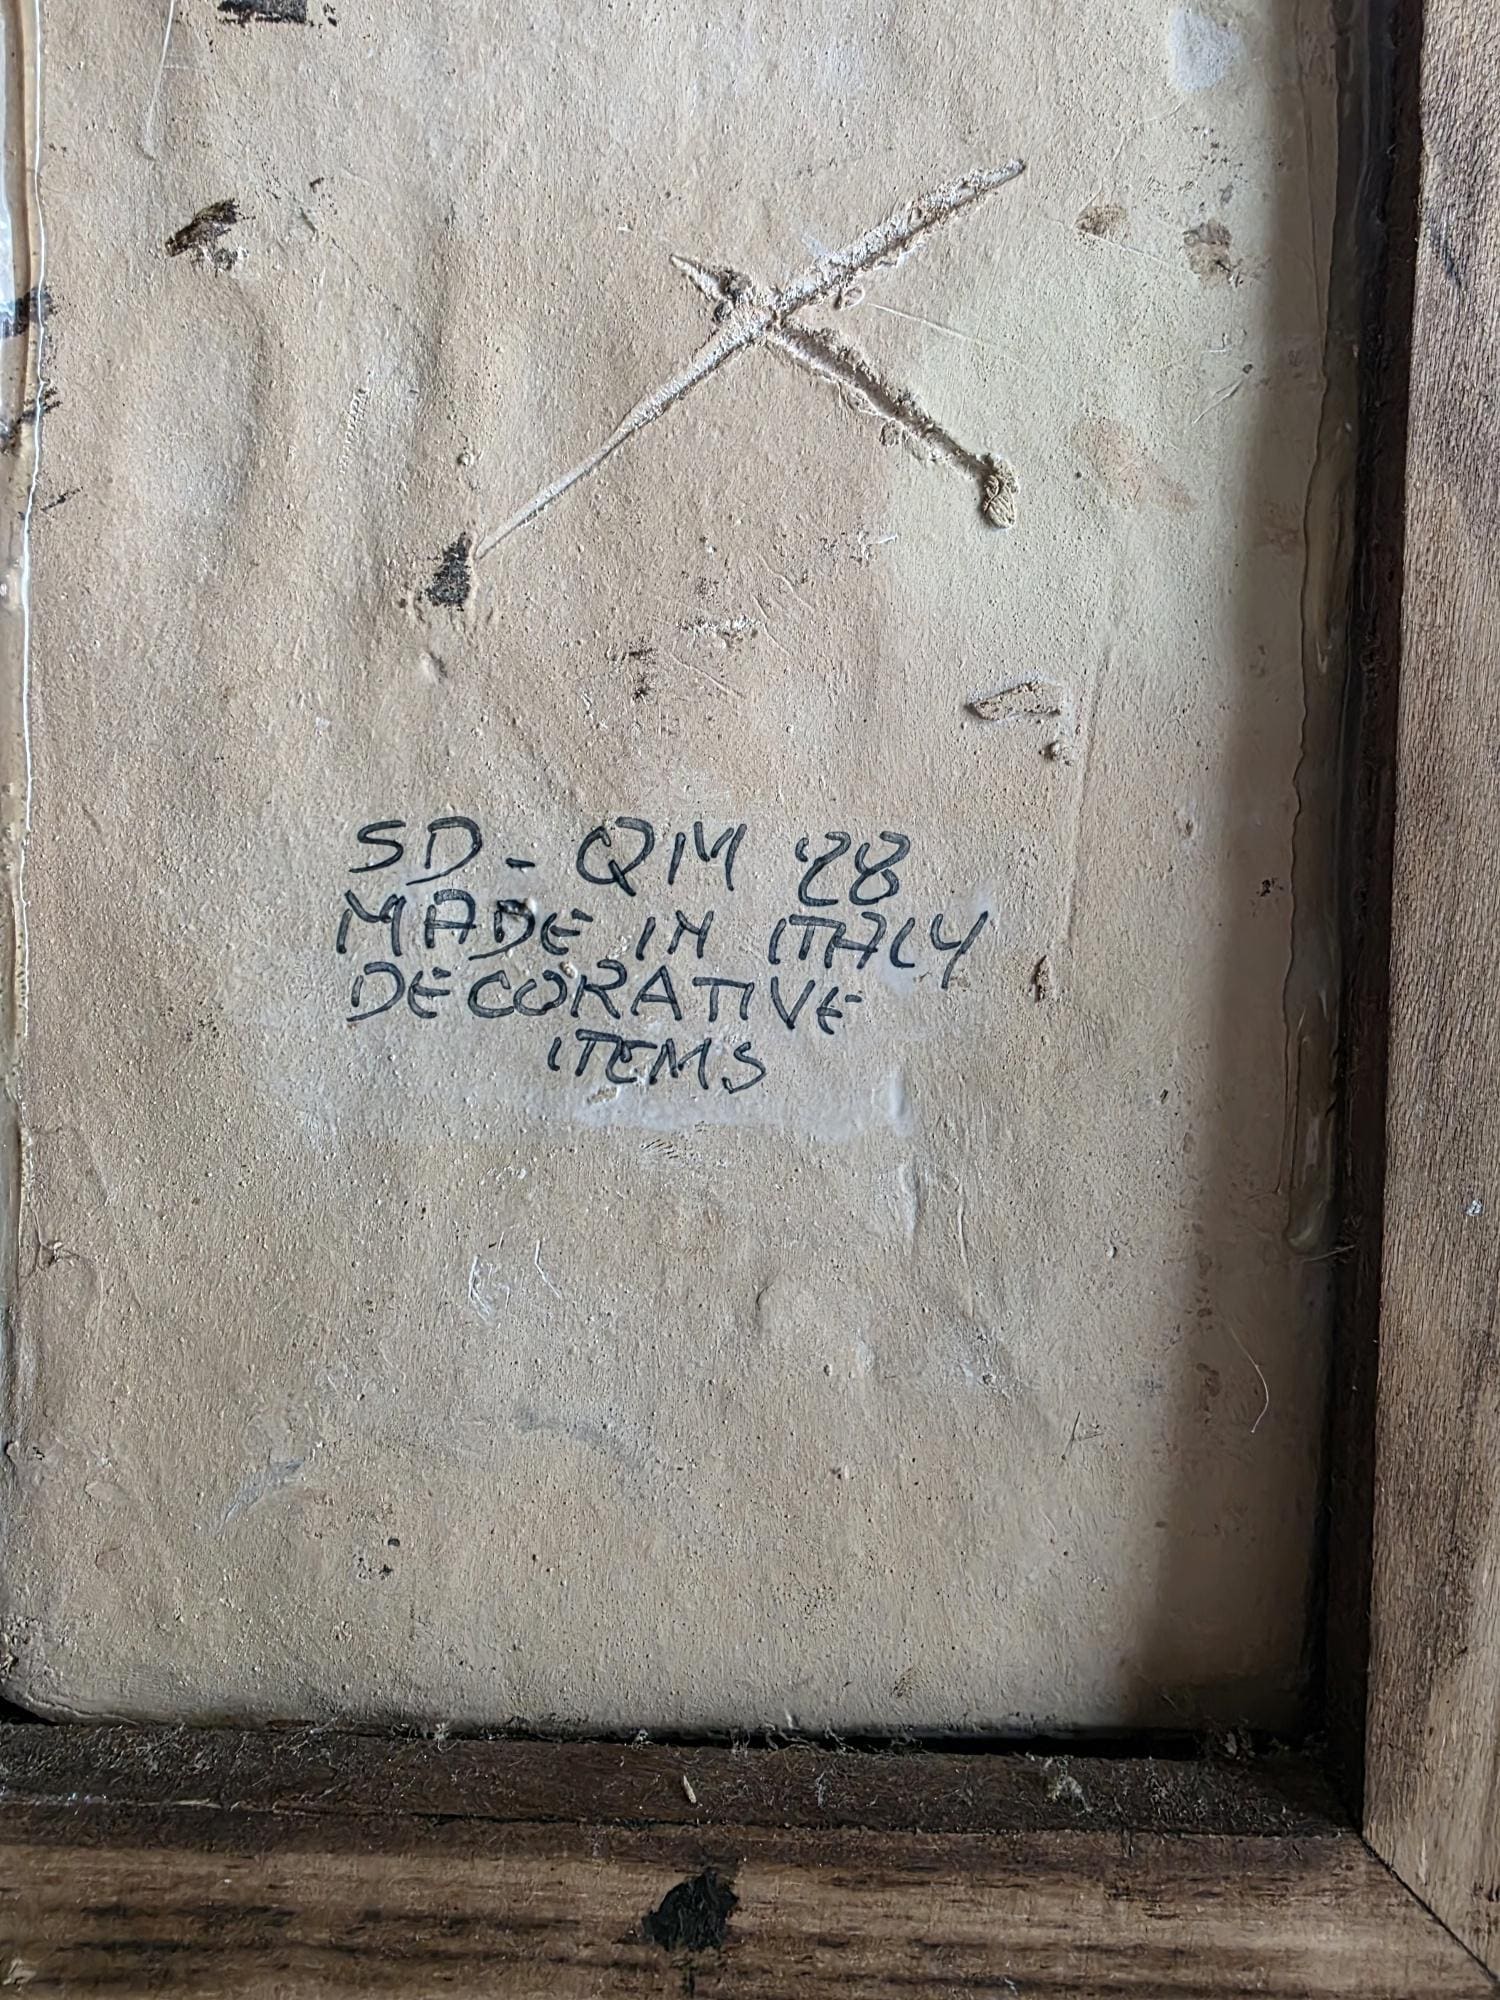 SD - QM 28
MADE IN ITALY
DECORATIVE
ITEMS